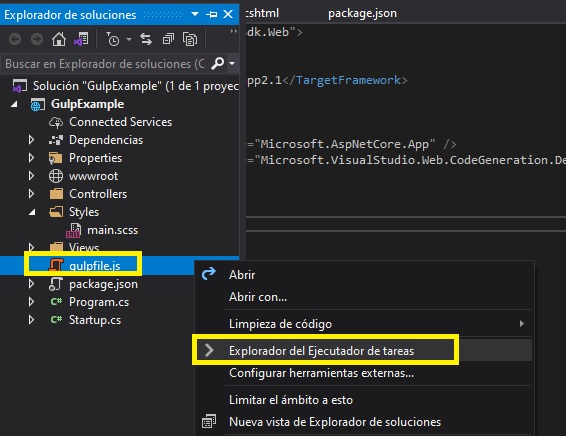 Explorador de soluciones
Buscar en Explorador de soluciones (C
Solución "GulpExample" (1 de 1 proyec
GulpExample
Connected Services
Dependencias
Properties
wwwroot
Controllers
Styles
main.scss
Views
gulpfile.js
package.json
C# Program.cs
C# Startup.cs
cshtml package.json
dk.Web">
pp2.1</TargetFramework>
="Microsoft.AspNetCore.App" />
="Microsoft.VisualStudio.Web.CodeGeneration.De
Abrir
Abrir con...
Limpieza de código
Explorador del Ejecutador de tareas
Configurar herramientas externas...
Limitar el ámbito a esto
Nueva vista de Explorador de soluciones